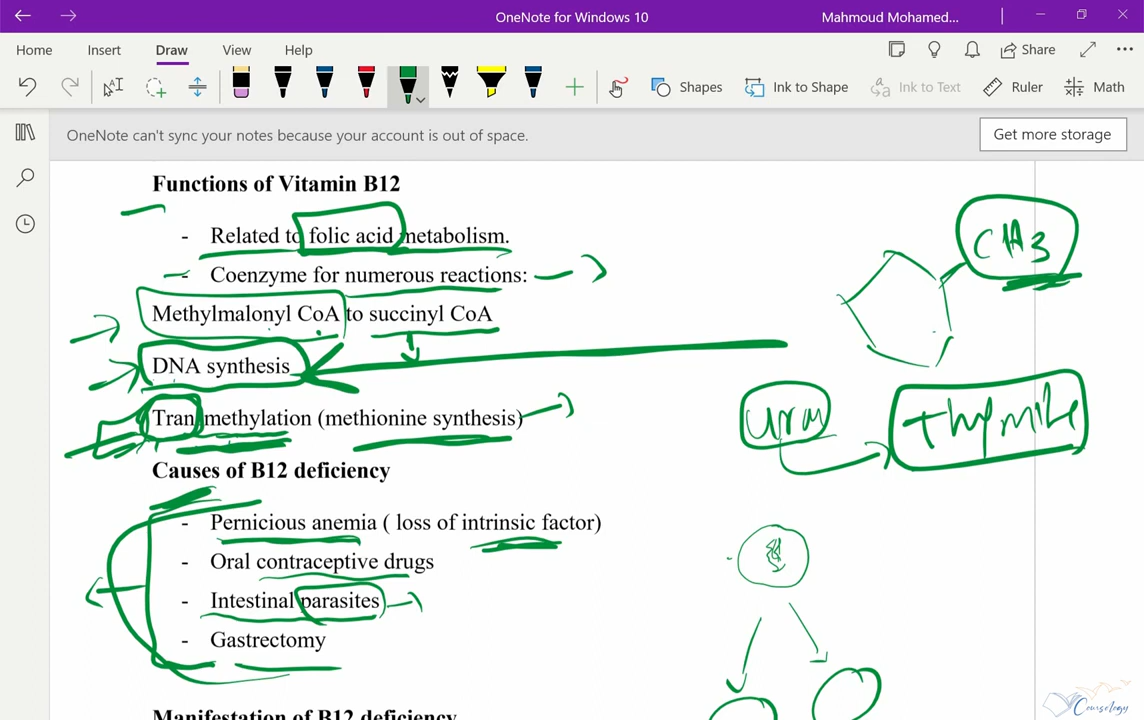 OneNote for Windows 10
Mahmoud Mohamed...
Home Insert Draw View Help
Share
Shapes Ink to Shape Ink to Text Ruler Math
OneNote can't sync your notes because your account is out of space.
Get more storage
Functions of Vitamin B12
- Related to folic acid metabolism.
CH3
- Coenzyme for numerous reactions:
Methylmalonyl CoA to succinyl CoA
DNA synthesis
Trans methylation (methionine synthesis)
Causes of B12 deficiency
- Pernicious anemia ( loss of intrinsic factor)
- Oral contraceptive drugs
- Intestinal parasites
- Gastrectomy
Manifestation of B12 deficiency
Coursology